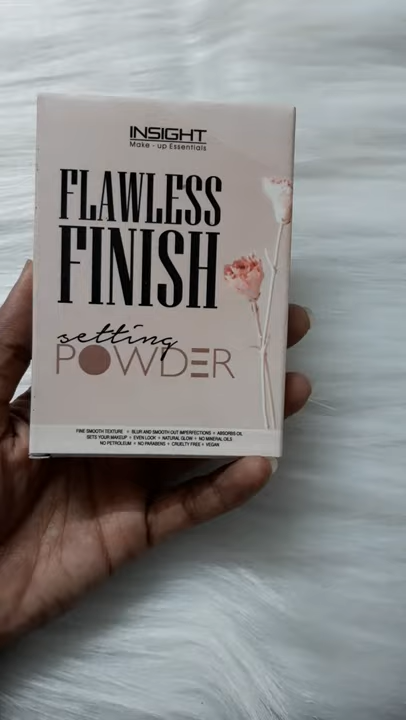 INSIGHT
Make - up Essentials
FLAWLESS
FINISH
setting
POWDER
FINE SMOOTH TEXTURE • BLUR AND SMOOTH OUT IMPERFECTIONS • ABSORBS OIL
SETS YOUR MAKEUP • EVEN LOOK • NATURAL GLOW • NO MINERAL OILS
NO PETROLEUM • NO PARABENS • CRUELTY FREE • VEGAN